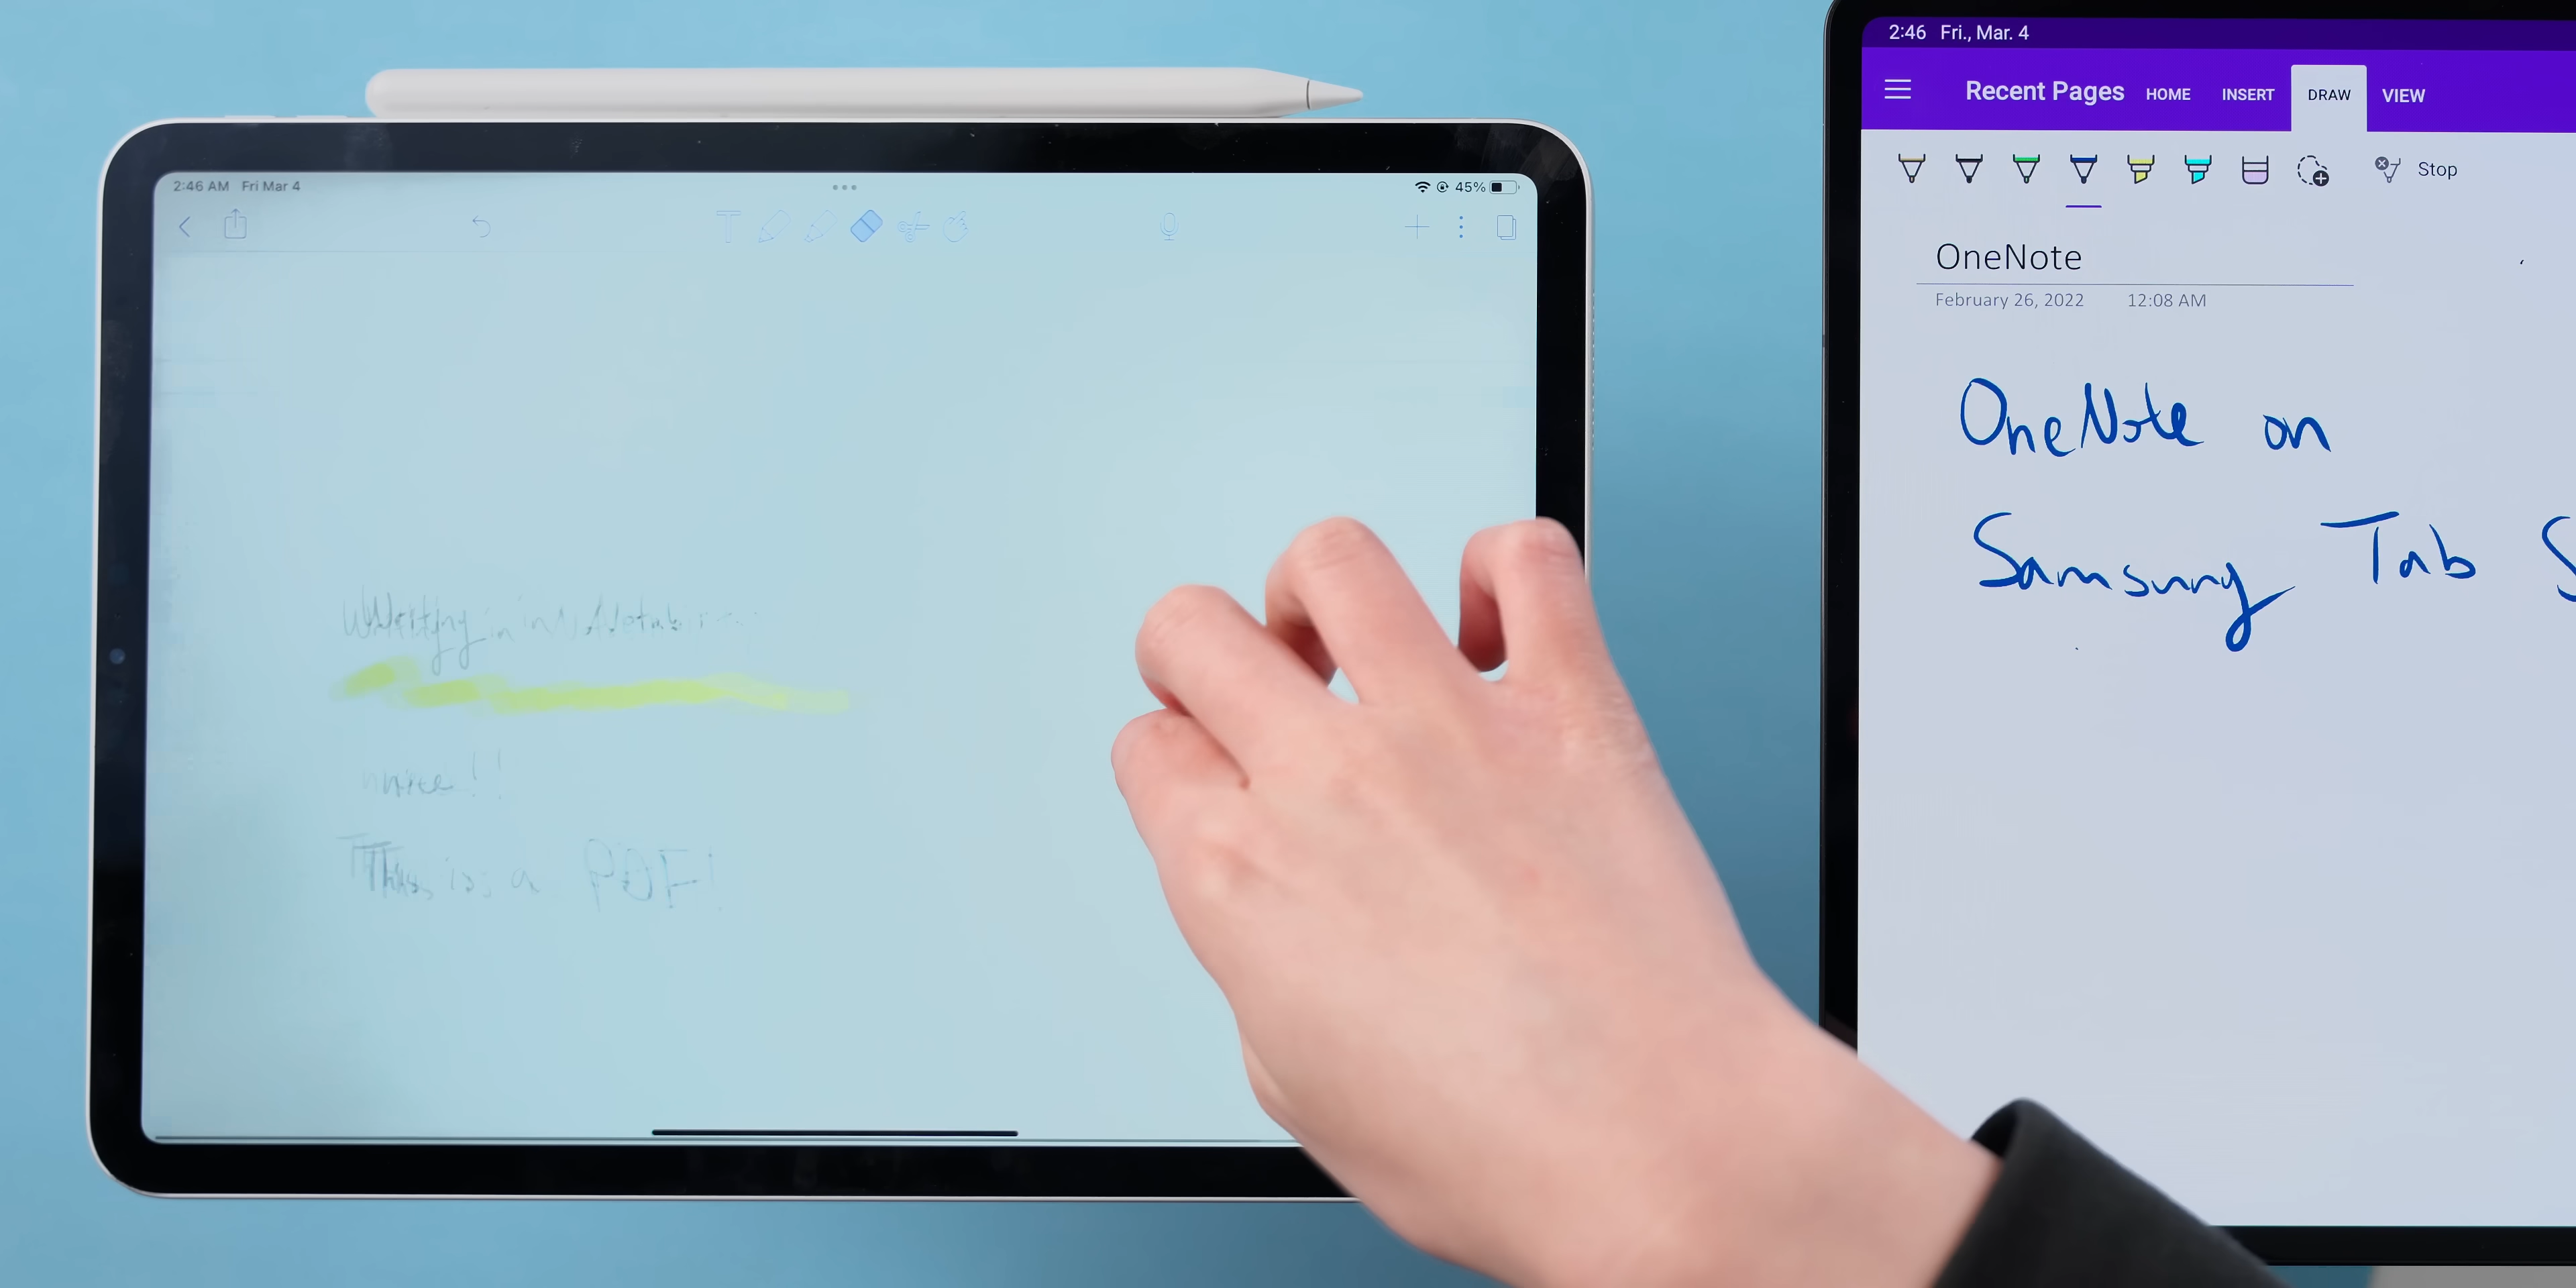 2:46 AM Fri Mar 4
45%
Writing in
nice!!
This is a PDF!
2:46 Fri., Mar. 4
Recent Pages HOME INSERT DRAW VIEW
Stop
OneNote
February 26, 2022 12:08 AM
OneNote on
Samsung Tab S